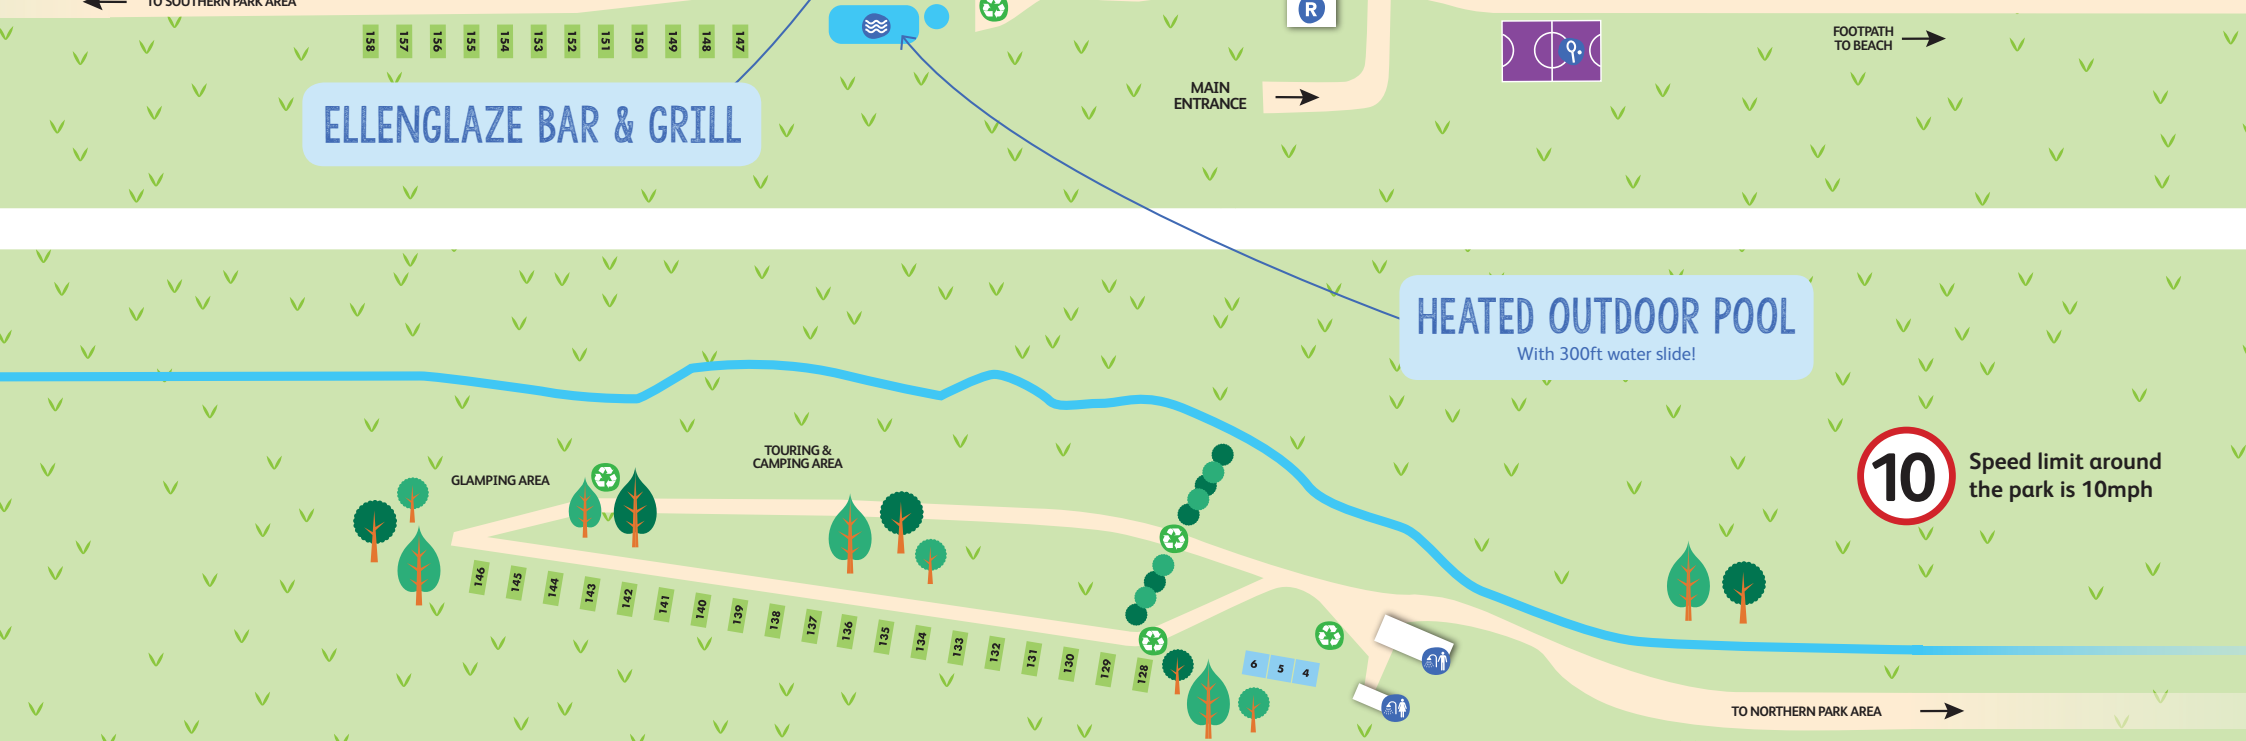 TO SOUTHERN PARK AREA
158 157 156 155 154 153 152 151 150 149 148 147
R
FOOTPATH
TO BEACH
MAIN
ENTRANCE
ELLENGLAZE BAR & GRILL
HEATED OUTDOOR POOL
With 300ft water slide!
TOURING &
CAMPING AREA
GLAMPING AREA
10
Speed limit around
the park is 10mph
146 145 144 143 142 141 140 139 138 137 136 135 134 133 132 131 130 129 128
6 5 4
TO NORTHERN PARK AREA